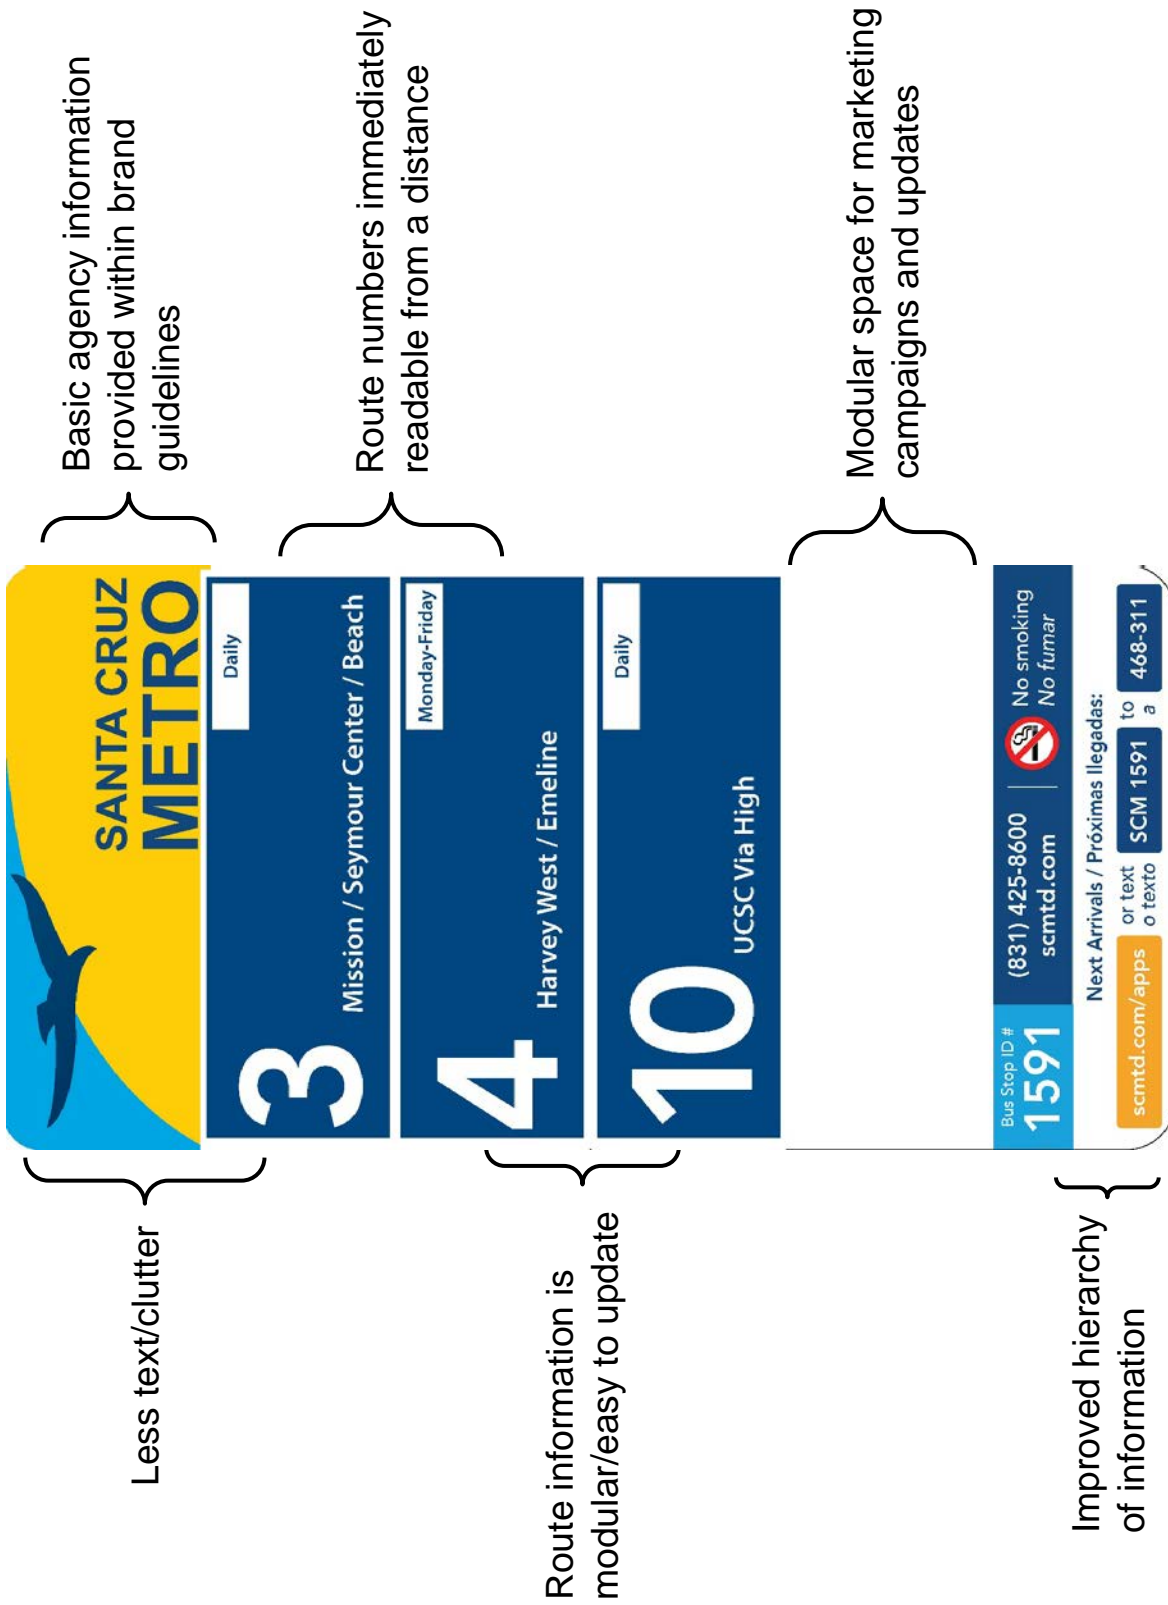 Less text/clutter
Route information is
modular/easy to update
Improved hierarchy
of information
SANTA CRUZ
METRO
3
Daily
Mission / Seymour Center / Beach
4
Monday-Friday
Harvey West / Emeline
10
Daily
UCSC Via High
Bus Stop ID #
1591
(831) 425-8600
scmtd.com
No smoking
No fumar
Next Arrivals / Próximas llegadas:
scmtd.com/apps
or text
o texto
SCM 1591
to
a
468-311
Basic agency information
provided within brand
guidelines
Route numbers immediately
readable from a distance
Modular space for marketing
campaigns and updates